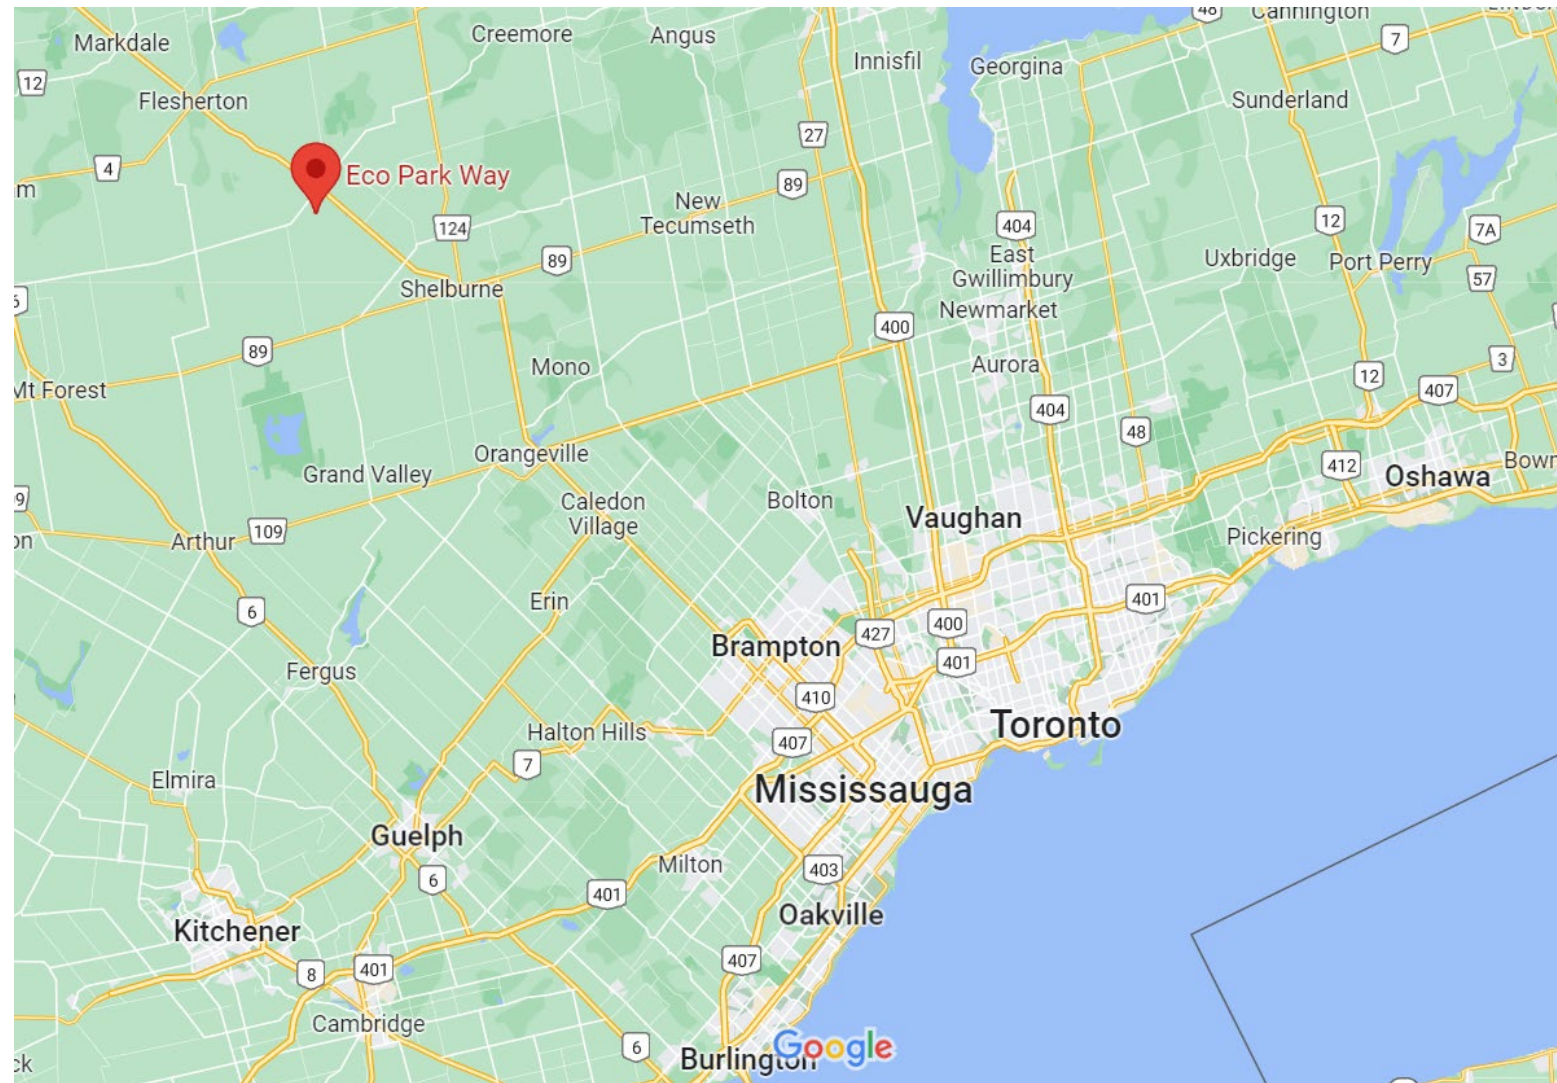 48
Cannington
Creemore
Angus
Markdale
7
Innisfil
Georgina
12
Flesherton
Sunderland
27
4
Eco Park Way
89
New
Tecumseth
124
404
12
7A
East
Gwillimbury
Uxbridge
Port Perry
89
57
Shelburne
6
Newmarket
400
89
Mono
Aurora
3
12
407
Mt Forest
404
48
Orangeville
412
Grand Valley
Oshawa
Caledon
Village
Bolton
Vaughan
109
Arthur
Pickering
Erin
401
6
400
427
Brampton
401
Fergus
410
Toronto
Halton Hills
407
7
Elmira
Mississauga
Guelph
Milton
403
6
401
Oakville
Kitchener
407
401
8
Cambridge
6
Burlington
Google